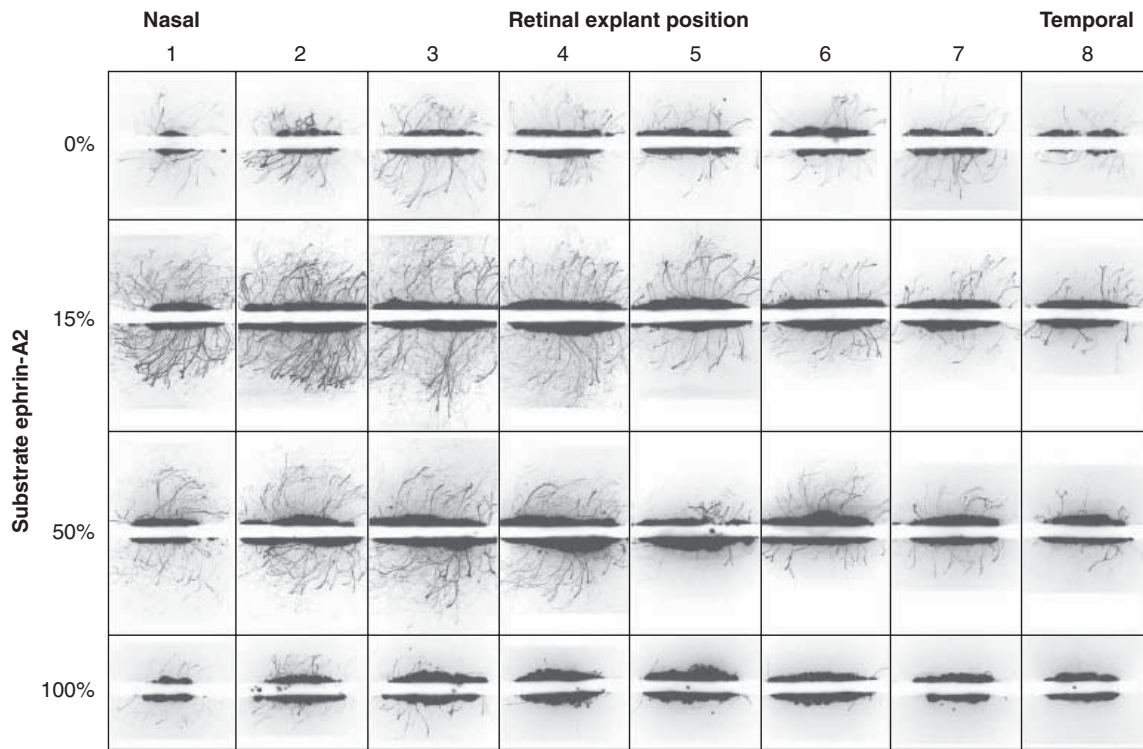 Nasal Retinal explant position Temporal
1 2 3 4 5 6 7 8
Substrate ephrin-A2
0%
15%
50%
100%